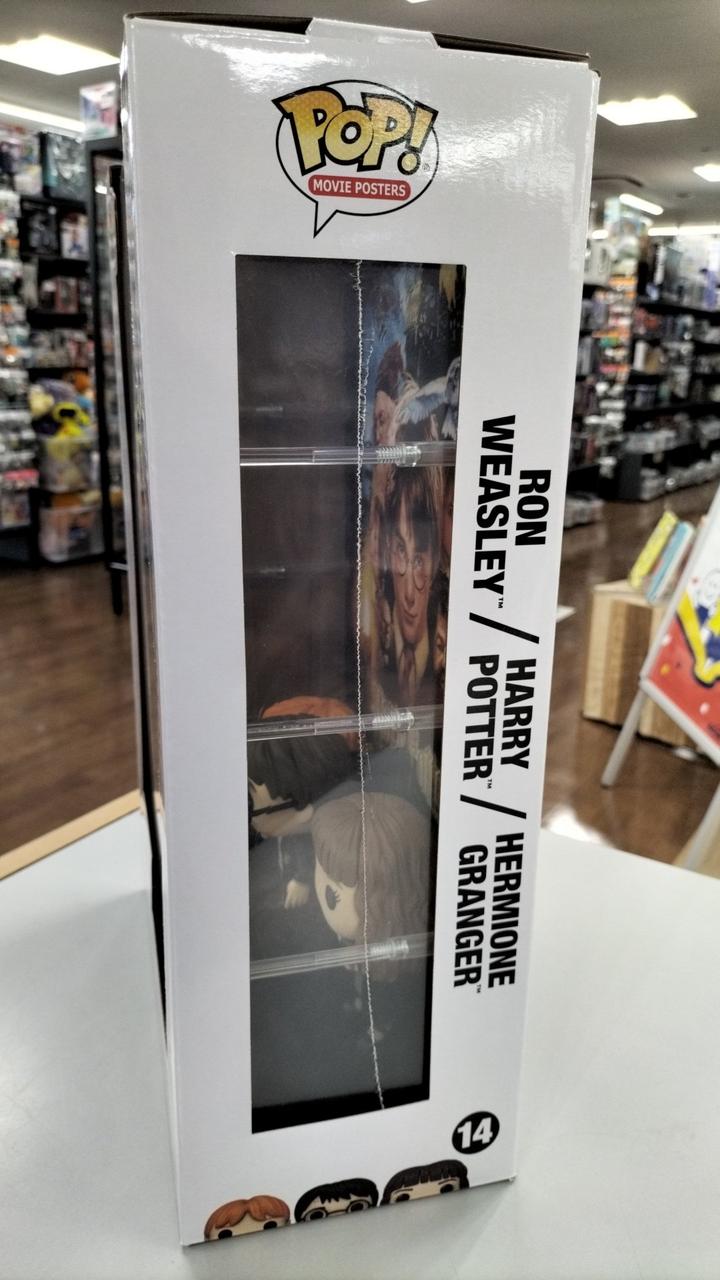 POP!
MOVIE POSTERS
RON
WEASLEY™ /
HARRY
POTTER™ /
HERMIONE
GRANGER™
14